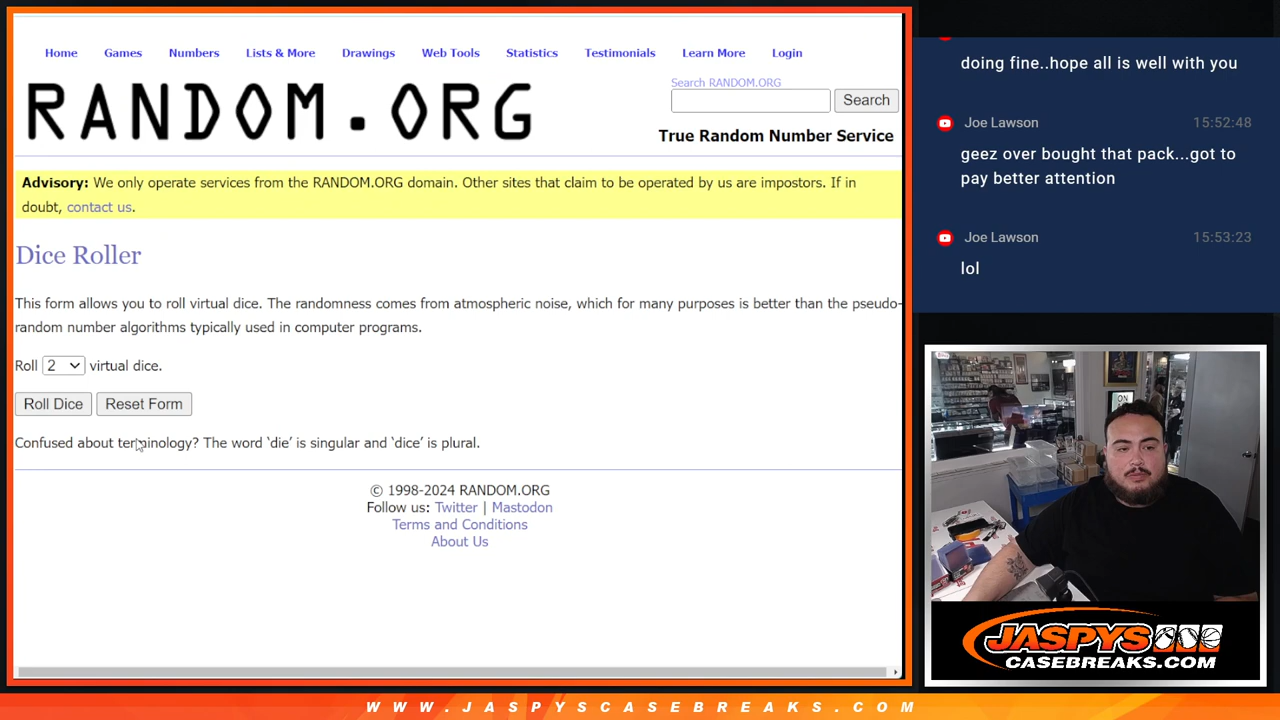 Home Games Numbers Lists & More Drawings Web Tools Statistics Testimonials Learn More Login
RANDOM.ORG
Search RANDOM.ORG
Search
True Random Number Service
Advisory: We only operate services from the RANDOM.ORG domain. Other sites that claim to be operated by us are impostors. If in
doubt, contact us.
Dice Roller
This form allows you to roll virtual dice. The randomness comes from atmospheric noise, which for many purposes is better than the pseudo-
random number algorithms typically used in computer programs.
Roll 2 virtual dice.
Roll Dice Reset Form
Confused about terminology? The word ‘die’ is singular and ‘dice’ is plural.
© 1998-2024 RANDOM.ORG
Follow us: Twitter | Mastodon
Terms and Conditions
About Us
doing fine..hope all is well with you
Joe Lawson 15:52:48
geez over bought that pack...got to
pay better attention
Joe Lawson 15:53:23
lol
ON
JASPYS
CASEBREAKS.COM
WWW.JASPYSCASEBREAKS.COM